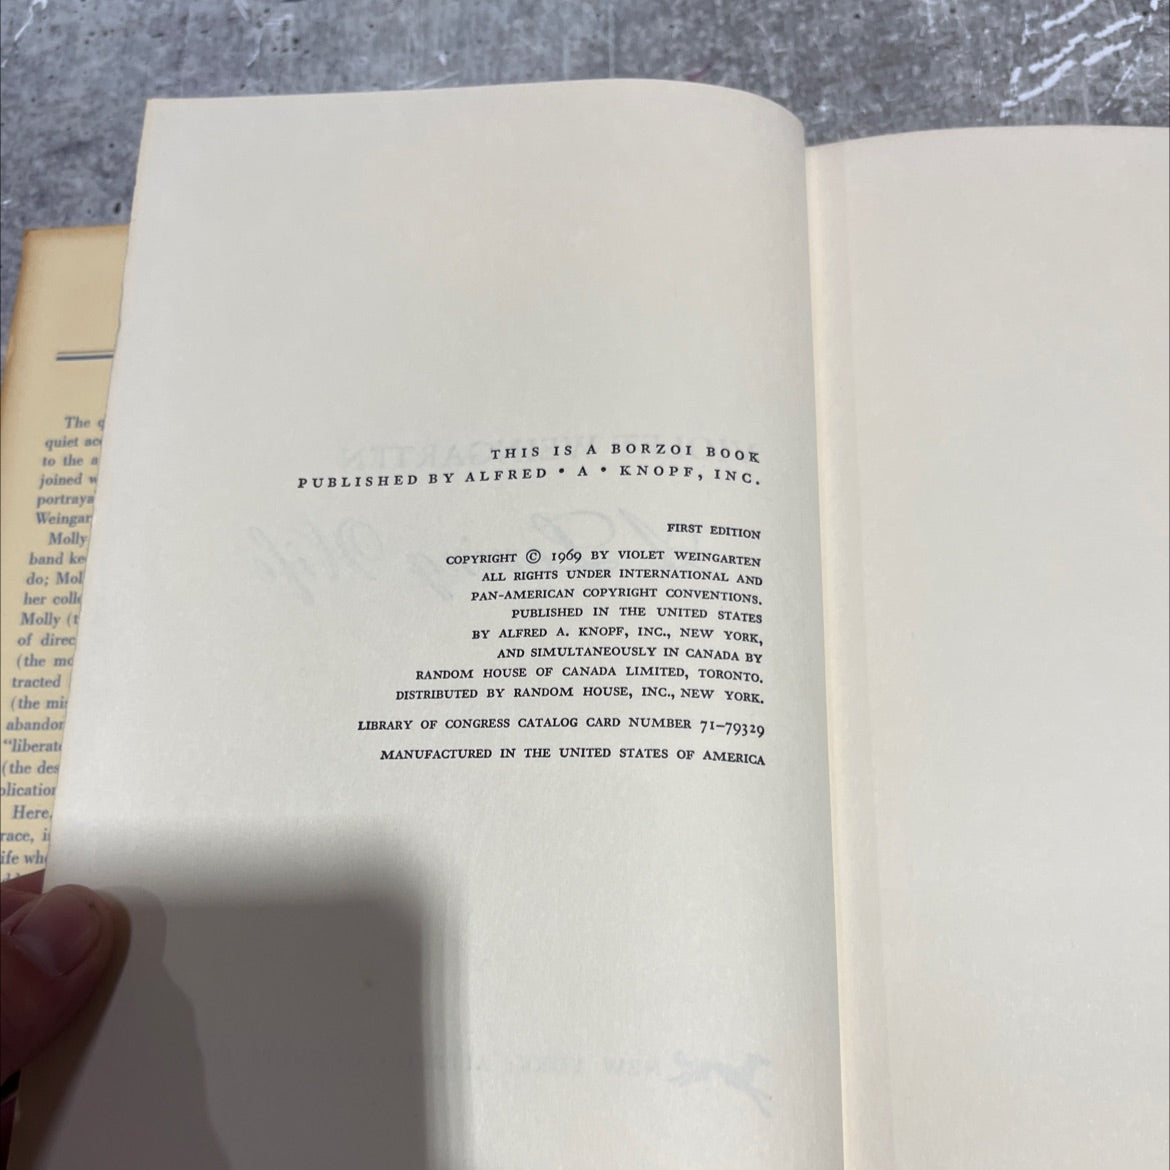 The
quiet
to the
joined
portraya
Weingar
Molly
band
do; Mol
her
Molly
of direc
(the
tracted
(the
abandor
"liberat
(the des
plication
Here,
race,
ife
THIS IS A BORZOI BOOK
PUBLISHED BY ALFRED • A • KNOPF, INC.
FIRST EDITION
COPYRIGHT © 1969 BY VIOLET WEINGARTEN
ALL RIGHTS UNDER INTERNATIONAL AND
PAN-AMERICAN COPYRIGHT CONVENTIONS.
PUBLISHED IN THE UNITED STATES
BY ALFRED A. KNOPF, INC., NEW YORK,
AND SIMULTANEOUSLY IN CANADA BY
RANDOM HOUSE OF CANADA LIMITED, TORONTO.
DISTRIBUTED BY RANDOM HOUSE, INC., NEW YORK.
LIBRARY OF CONGRESS CATALOG CARD NUMBER 71–79329
MANUFACTURED IN THE UNITED STATES OF AMERICA